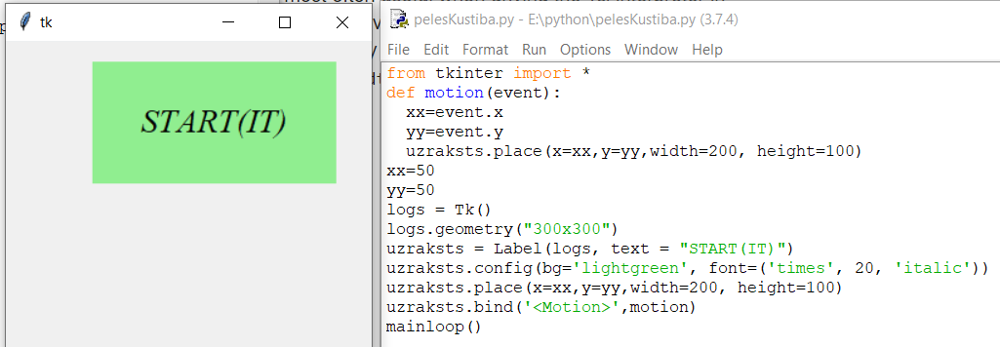 tk
START(IT)
pelesKustiba.py - E:\python\pelesKustiba.py (3.7.4)
File Edit Format Run Options Window Help
from tkinter import *
def motion(event):
  xx=event.x
  yy=event.y
  uzraksts.place(x=xx,y=yy,width=200, height=100)
xx=50
yy=50
logs = Tk()
logs.geometry("300x300")
uzraksts = Label(logs, text = "START(IT)")
uzraksts.config(bg='lightgreen', font=('times', 20, 'italic'))
uzraksts.place(x=xx,y=yy,width=200, height=100)
uzraksts.bind('<Motion>',motion)
mainloop()